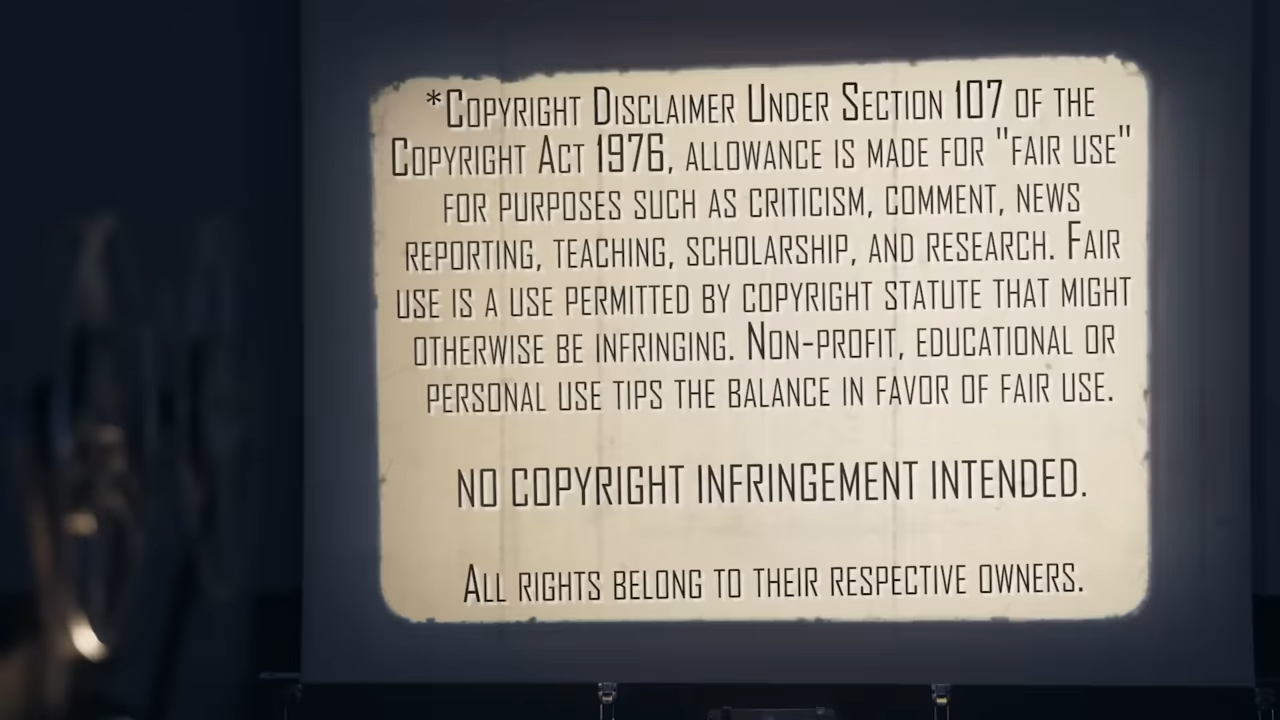 *Copyright Disclaimer Under Section 107 of the
Copyright Act 1976, allowance is made for "fair use"
for purposes such as criticism, comment, news
reporting, teaching, scholarship, and research. Fair
use is a use permitted by copyright statute that might
otherwise be infringing. Non-profit, educational or
personal use tips the balance in favor of fair use.
NO COPYRIGHT INFRINGEMENT INTENDED.
All rights belong to their respective owners.